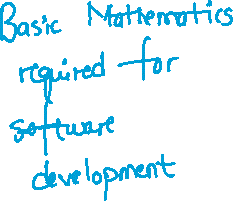 Basic Mathematics
required for
software
development